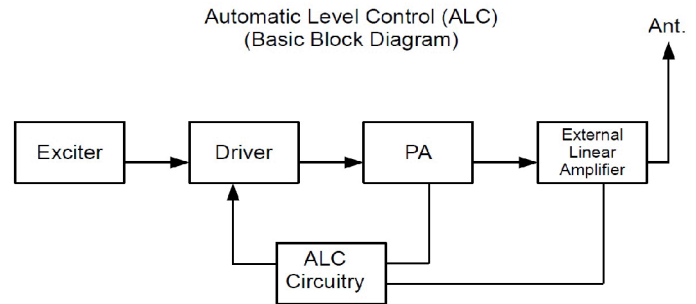 Automatic Level Control (ALC)
(Basic Block Diagram)
Ant.
Exciter
Driver
PA
External
Linear
Amplifier
ALC
Circuitry